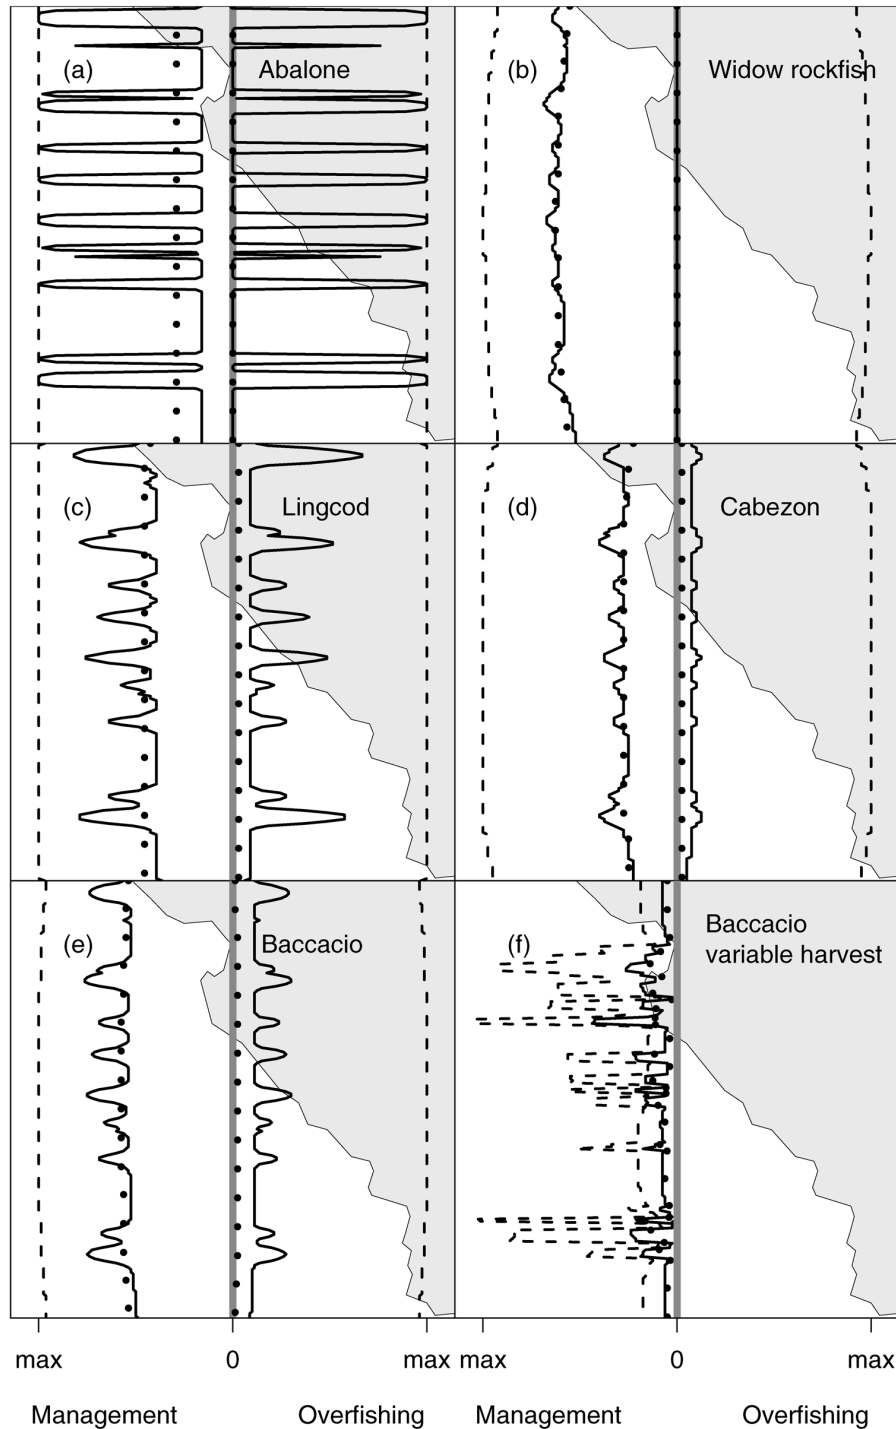 (a) Abalone
(b) Widow rockfish
(c) Lingcod
(d) Cabezon
(e) Baccacio
(f) Baccacio
variable harvest
max 0 max max 0 max
Management Overfishing Management Overfishing